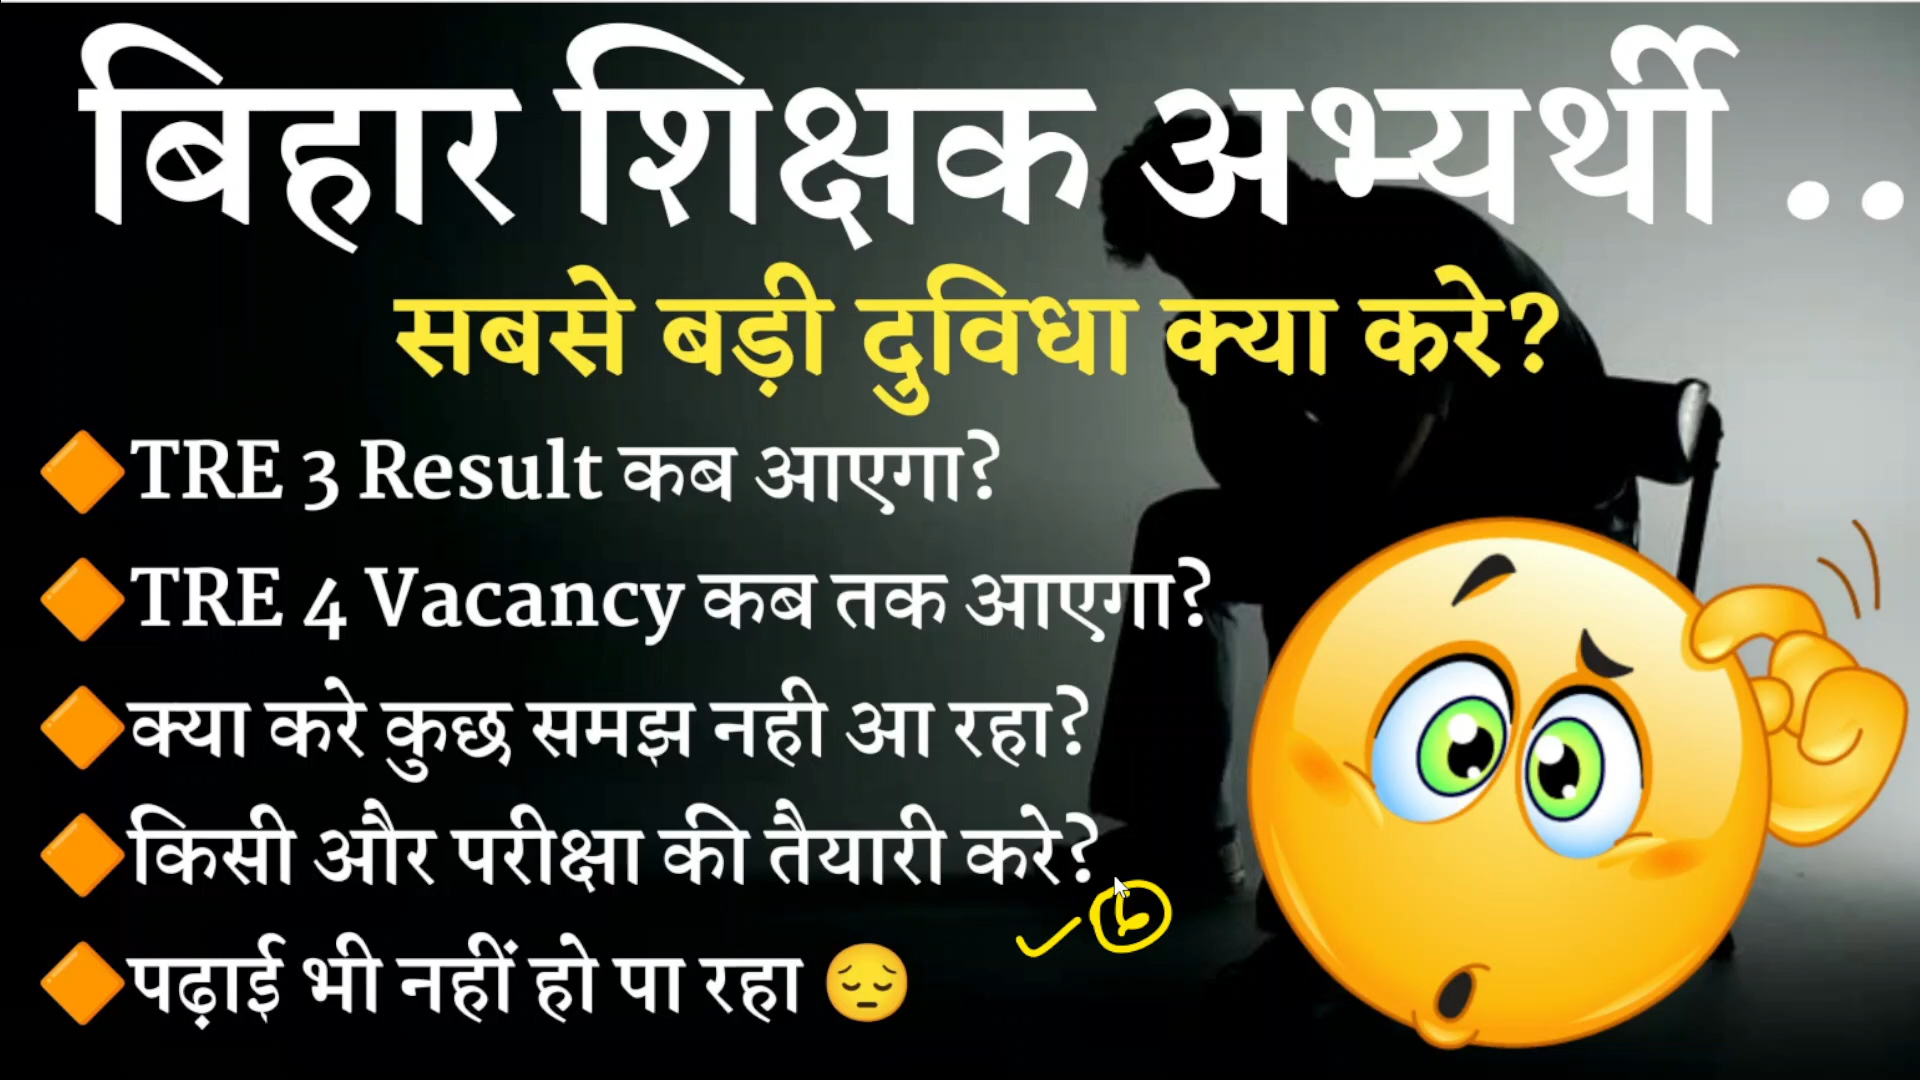 बिहार शिक्षक अभ्यर्थी ..
सबसे बड़ी दुविधा क्या करे?
🔶TRE 3 Result कब आएगा?
🔶TRE 4 Vacancy कब तक आएगा?
🔶क्या करे कुछ समझ नही आ रहा?
🔶किसी और परीक्षा की तैयारी करे?
🔶पढ़ाई भी नहीं हो पा रहा 😔